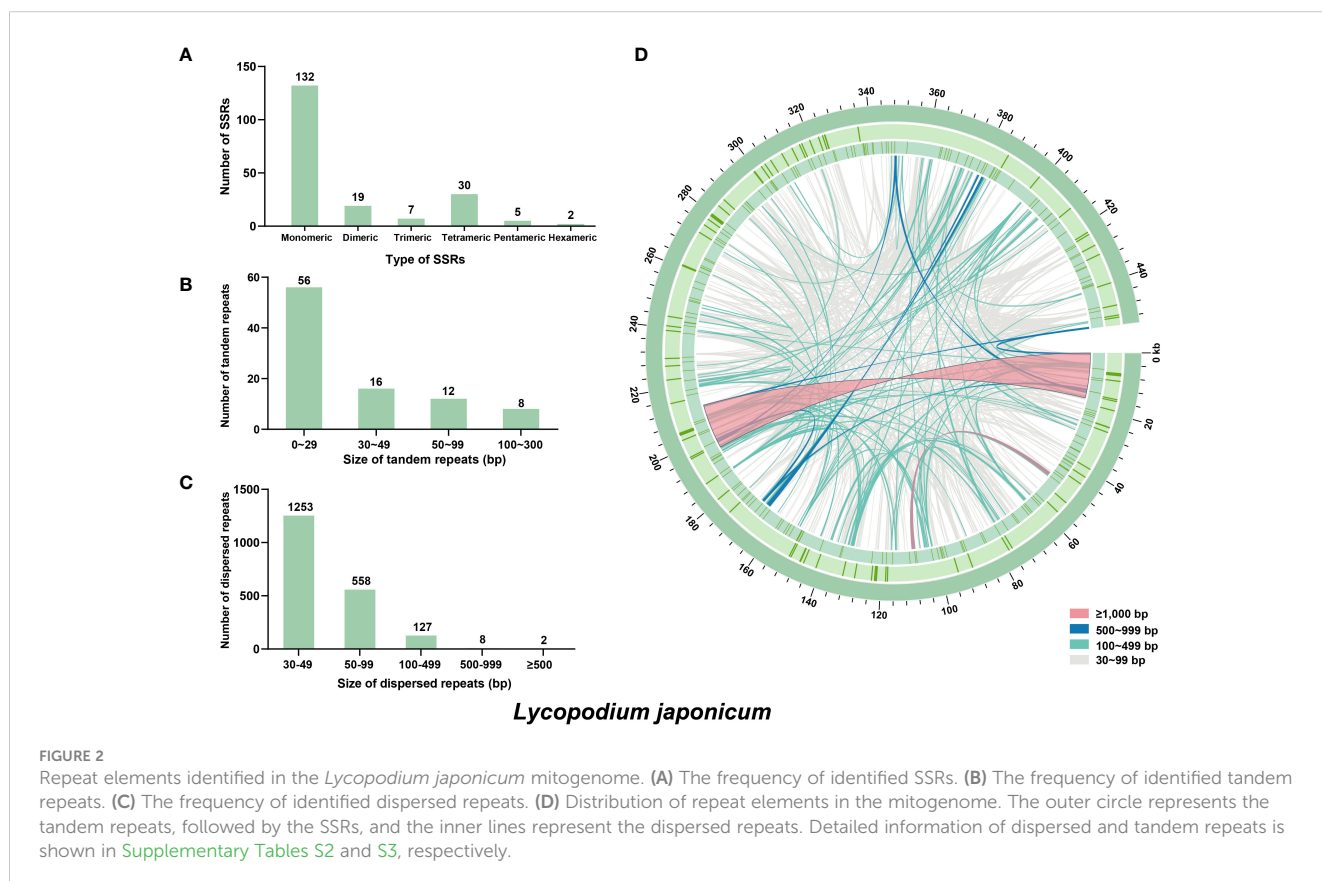 A
150
100
50
0
Number of SSRs
132
19
7
30
5
2
Monomeric Dimeric Trimeric Tetrameric Pentameric Hexameric
Type of SSRs
B
60
40
20
0
Number of tandem repeats
56
16
12
8
0~29 30~49 50~99 100~300
Size of tandem repeats (bp)
C
1500
1000
500
0
Number of dispersed repeats
1253
558
127
8
2
30-49 50-99 100-499 500-999 ≥500
Size of dispersed repeats (bp)
D
0 kb
20
40
60
80
100
120
140
160
180
200
220
240
260
280
300
320
340
360
380
400
420
440
≥1,000 bp
500~999 bp
100~499 bp
30~99 bp
Lycopodium japonicum
FIGURE 2
Repeat elements identified in the Lycopodium japonicum mitogenome. (A) The frequency of identified SSRs. (B) The frequency of identified tandem
repeats. (C) The frequency of identified dispersed repeats. (D) Distribution of repeat elements in the mitogenome. The outer circle represents the
tandem repeats, followed by the SSRs, and the inner lines represent the dispersed repeats. Detailed information of dispersed and tandem repeats is
shown in Supplementary Tables S2 and S3, respectively.